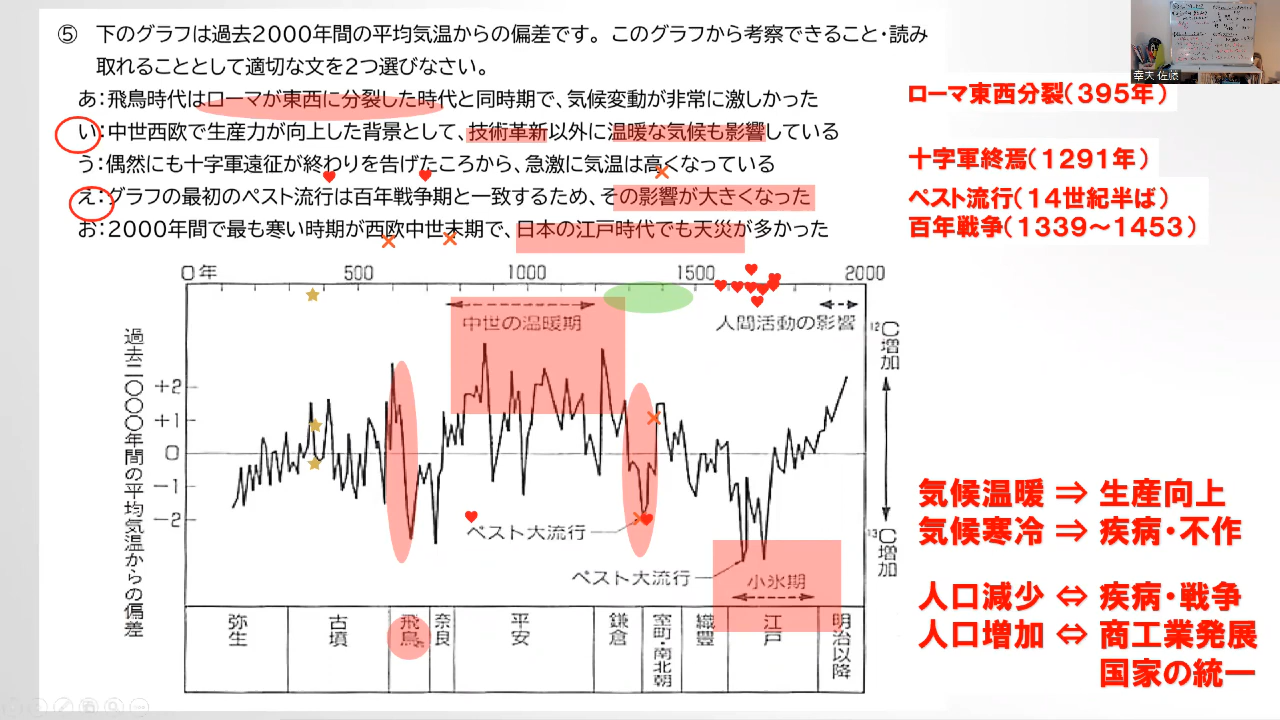 ⑤ 下のグラフは過去2000年間の平均気温からの偏差です。このグラフから考察できること・読み
取れることとして適切な文を2つ選びなさい。
あ：飛鳥時代はローマが東西に分裂した時代と同時期で、気候変動が非常に激しかった
い：中世西欧で生産力が向上した背景として、技術革新以外に温暖な気候も影響している
う：偶然にも十字軍遠征が終わりを告げたころから、急激に気温は高くなっている
え：グラフの最初のペスト流行は百年戦争期と一致するため、その影響が大きくなった
お：2000年間で最も寒い時期が西欧中世末期で、日本の江戸時代でも天災が多かった
幸夫 佐藤
ローマ東西分裂（395年）
十字軍終焉（1291年）
ペスト流行（14世紀半ば）
百年戦争（1339～1453）
0年 500 1000 1500 2000
中世の温暖期
人間活動の影響
過去二〇〇〇年間の平均気温からの偏差
+2
+1
0
−1
−2
12C増加
13C増加
ペスト大流行
ペスト大流行
小氷期
弥生
古墳
飛鳥
奈良
平安
鎌倉
室町・南北朝
織豊
江戸
明治以降
気候温暖 ⇒ 生産向上
気候寒冷 ⇒ 疾病・不作
人口減少 ⇔ 疾病・戦争
人口増加 ⇔ 商工業発展
国家の統一